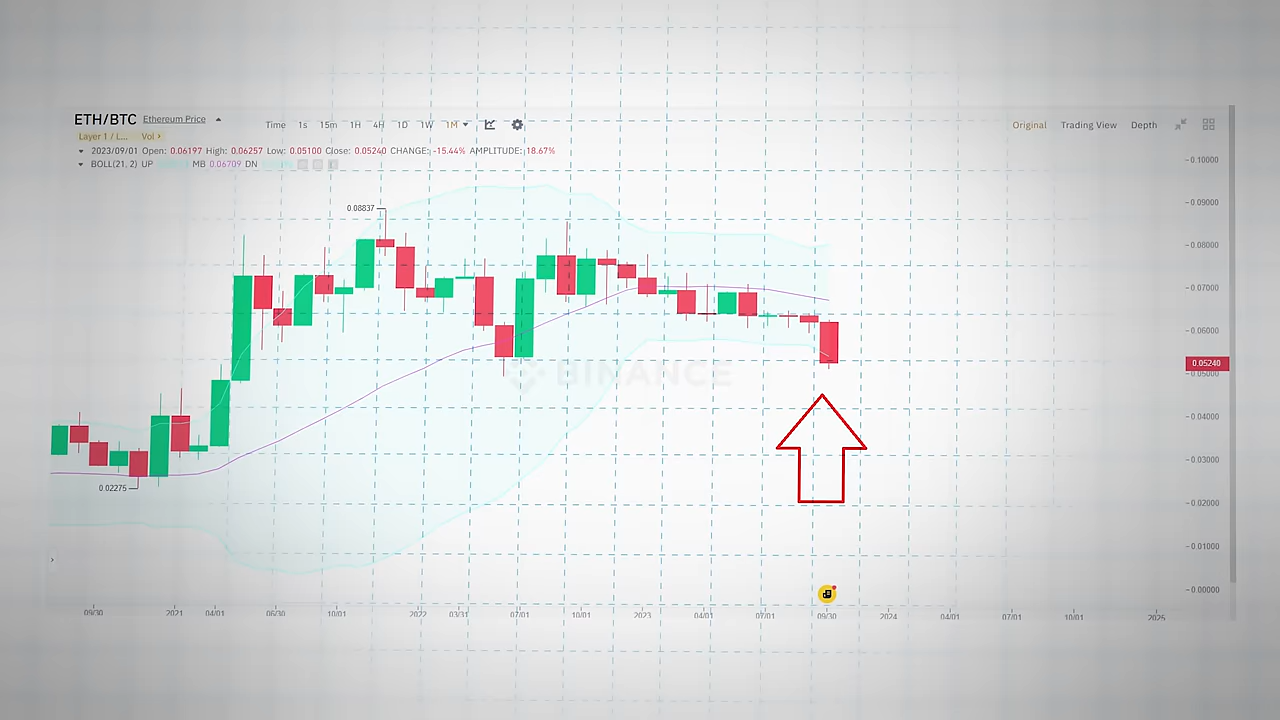 ETH/BTC Ethereum Price
Time 1s 15m 1H 4H 1D 1W 1M
Original Trading View Depth
Layer 1 / L... Vol
2023/09/01 Open: 0.06197 High: 0.06257 Low: 0.05100 Close: 0.05240 CHANGE: -15.44% AMPLITUDE: 18.67%
BOLL(21, 2) UP MB 0.06709 DN
0.10000
0.09000
0.08837
0.08000
0.07000
0.06000
0.05240
0.05000
BINANCE
0.04000
0.03000
0.02275
0.02000
0.01000
0.00000
09/30 2021 04/01 06/30 10/01 2022 03/31 07/01 10/01 2023 04/01 07/01 09/30 2024 04/01 07/01 10/01 2025